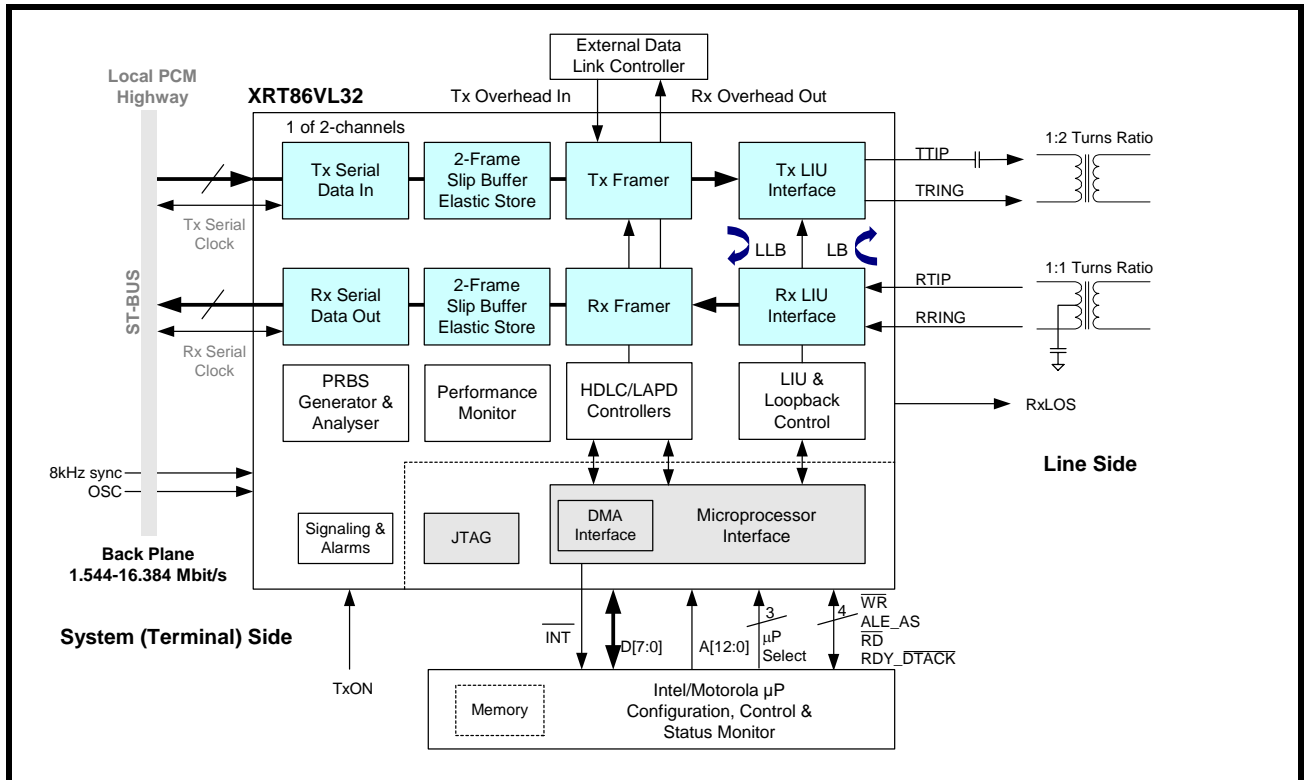 External Data
Link Controller
Local PCM
Highway
XRT86VL32
Tx Overhead In
Rx Overhead Out
1 of 2-channels
Tx Serial
Data In
2-Frame
Slip Buffer
Elastic Store
Tx Framer
Tx LIU
Interface
TTIP
TRING
1:2 Turns Ratio
Tx Serial
Clock
LLB
LB
ST-BUS
Rx Serial
Data Out
2-Frame
Slip Buffer
Elastic Store
Rx Framer
Rx LIU
Interface
RTIP
RRING
1:1 Turns Ratio
Rx Serial
Clock
PRBS
Generator &
Analyser
Performance
Monitor
HDLC/LAPD
Controllers
LIU &
Loopback
Control
RxLOS
Line Side
8kHz sync
OSC
Signaling &
Alarms
JTAG
DMA
Interface
Microprocessor
Interface
Back Plane
1.544-16.384 Mbit/s
System (Terminal) Side
TxON
INT
D[7:0]
A[12:0]
3
µP
Select
4
WR
ALE_AS
RD
RDY_DTACK
Memory
Intel/Motorola µP
Configuration, Control &
Status Monitor